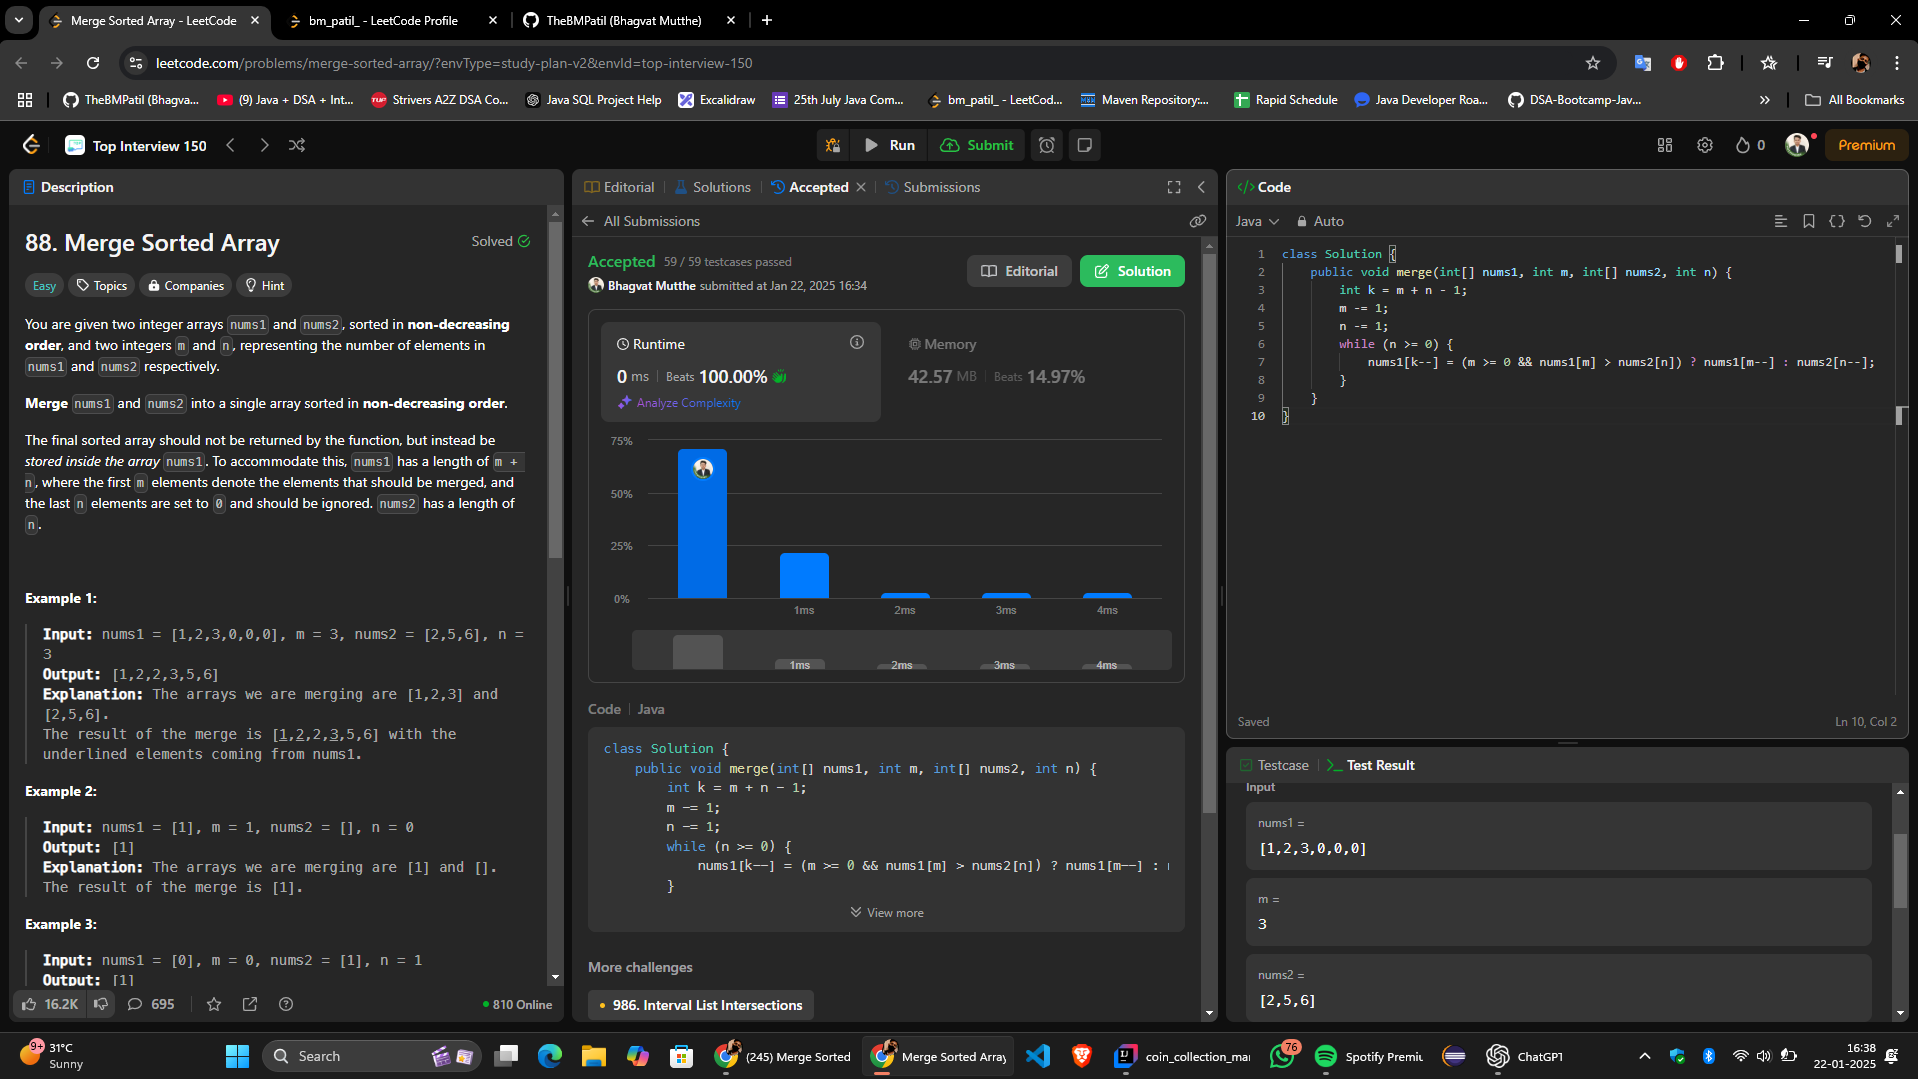 Merge Sorted Array - LeetCode
bm_patil_ - LeetCode Profile
TheBMPatil (Bhagvat Mutthe)
leetcode.com/problems/merge-sorted-array/?envType=study-plan-v2&envId=top-interview-150
TheBMPatil (Bhagva...
(9) Java + DSA + Int...
Strivers A2Z DSA Co...
Java SQL Project Help
Excalidraw
25th July Java Com...
bm_patil_ - LeetCod...
Maven Repository:...
Rapid Schedule
Java Developer Roa...
DSA-Bootcamp-Jav...
All Bookmarks
Top Interview 150
Run
Submit
0
Premium
Description
88. Merge Sorted Array
Solved
Easy
Topics
Companies
Hint
You are given two integer arrays nums1 and nums2, sorted in non-decreasing
order, and two integers m and n, representing the number of elements in
nums1 and nums2 respectively.
Merge nums1 and nums2 into a single array sorted in non-decreasing order.
The final sorted array should not be returned by the function, but instead be
stored inside the array nums1. To accommodate this, nums1 has a length of m +
n, where the first m elements denote the elements that should be merged, and
the last n elements are set to 0 and should be ignored. nums2 has a length of
n.
Example 1:
Input: nums1 = [1,2,3,0,0,0], m = 3, nums2 = [2,5,6], n =
3
Output: [1,2,2,3,5,6]
Explanation: The arrays we are merging are [1,2,3] and
[2,5,6].
The result of the merge is [1,2,2,3,5,6] with the
underlined elements coming from nums1.
Example 2:
Input: nums1 = [1], m = 1, nums2 = [], n = 0
Output: [1]
Explanation: The arrays we are merging are [1] and [].
The result of the merge is [1].
Example 3:
Input: nums1 = [0], m = 0, nums2 = [1], n = 1
Output: [1]
16.2K
695
810 Online
Editorial
Solutions
Accepted
Submissions
All Submissions
Accepted 59 / 59 testcases passed
Bhagvat Mutthe submitted at Jan 22, 2025 16:34
Editorial
Solution
Runtime
0 ms Beats 100.00%
Analyze Complexity
Memory
42.57 MB Beats 14.97%
75%
50%
25%
0%
1ms 2ms 3ms 4ms
1ms 2ms 3ms 4ms
Code Java
class Solution {
public void merge(int[] nums1, int m, int[] nums2, int n) {
int k = m + n - 1;
m -= 1;
n -= 1;
while (n >= 0) {
nums1[k--] = (m >= 0 && nums1[m] > nums2[n]) ? nums1[m--] :
}
View more
More challenges
986. Interval List Intersections
</> Code
Java
Auto
1 class Solution {
2 public void merge(int[] nums1, int m, int[] nums2, int n) {
3 int k = m + n - 1;
4 m -= 1;
5 n -= 1;
6 while (n >= 0) {
7 nums1[k--] = (m >= 0 && nums1[m] > nums2[n]) ? nums1[m--] : nums2[n--];
8 }
9 }
10 }
Saved
Ln 10, Col 2
Testcase
Test Result
Input
nums1 =
[1,2,3,0,0,0]
m =
3
nums2 =
[2,5,6]
9+
31°C
Sunny
Search
(245) Merge Sorted
Merge Sorted Array
coin_collection_mar
76
Spotify Premiu
ChatGPT
16:38
22-01-2025